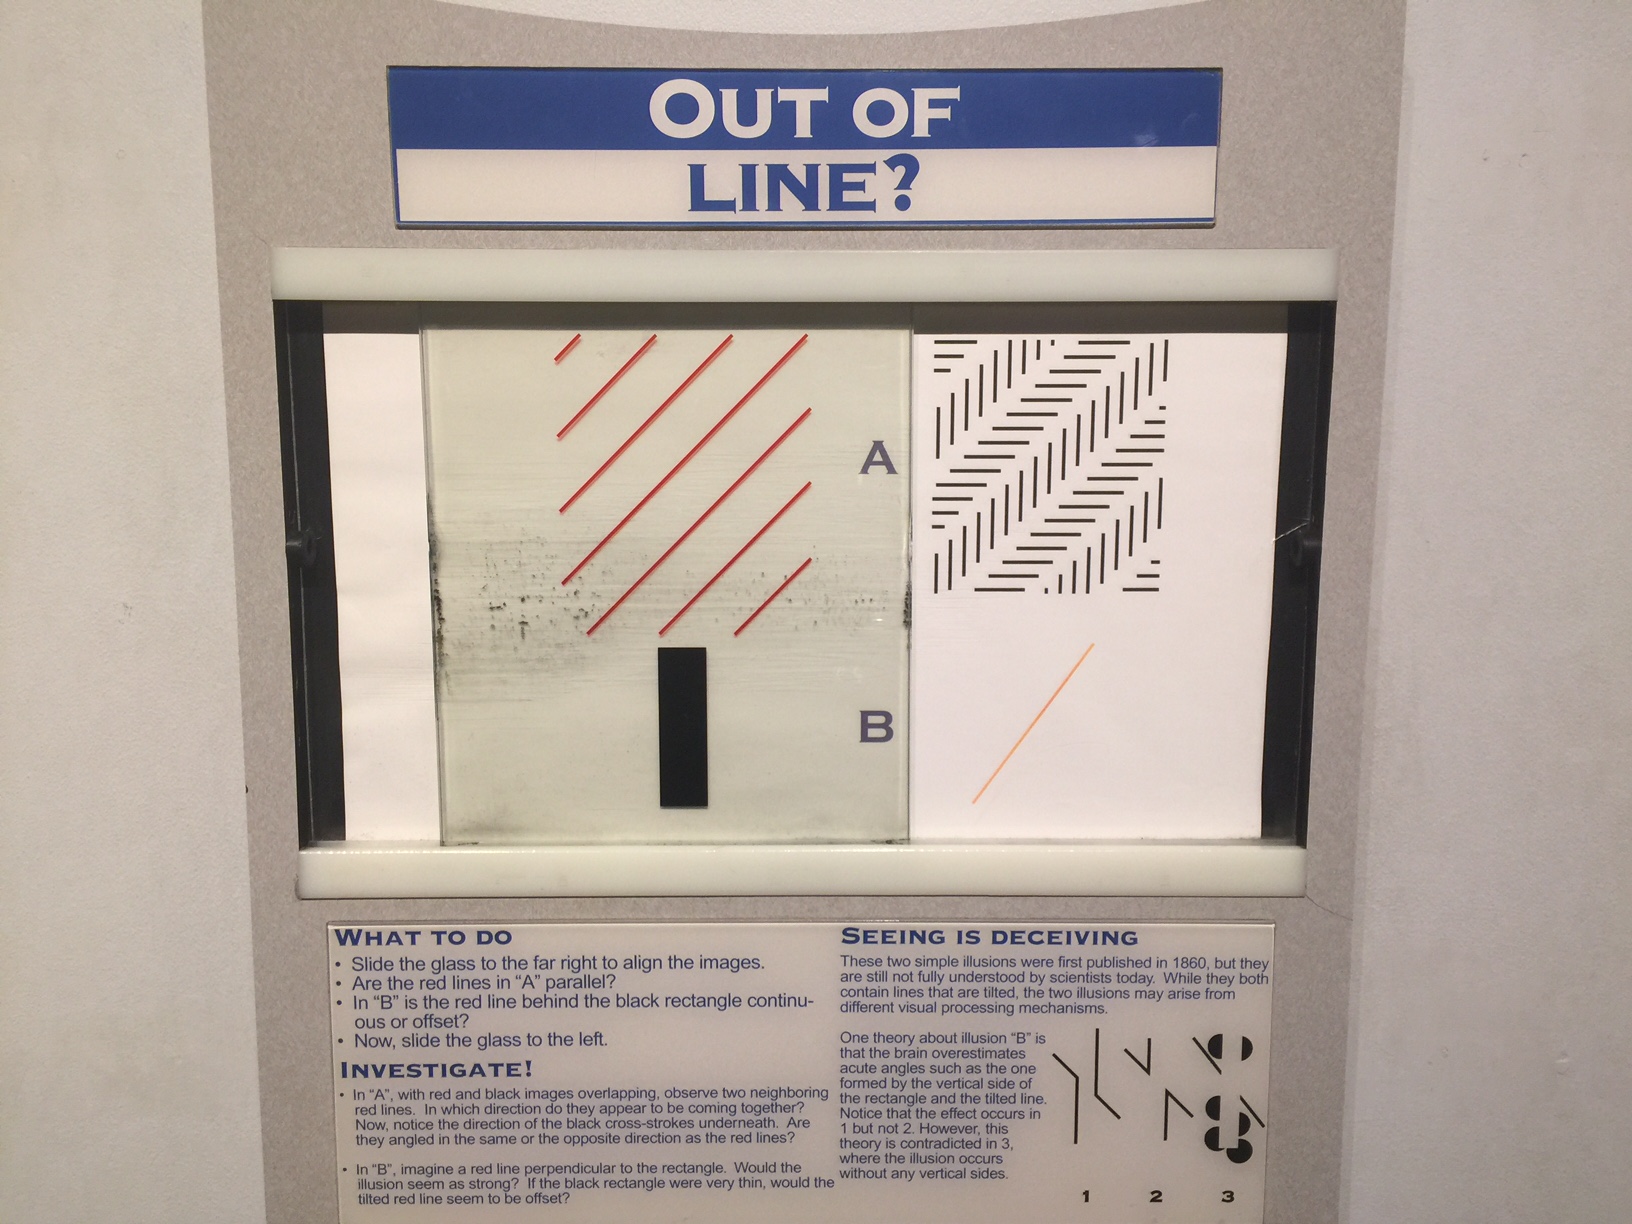 OUT OF
LINE?
A
B
WHAT TO DO
• Slide the glass to the far right to align the images.
• Are the red lines in “A” parallel?
• In “B” is the red line behind the black rectangle continu-
ous or offset?
• Now, slide the glass to the left.
INVESTIGATE!
• In “A”, with red and black images overlapping, observe two neighboring
red lines. In which direction do they appear to be coming together?
Now, notice the direction of the black cross-strokes underneath. Are
they angled in the same or the opposite direction as the red lines?
• In “B”, imagine a red line perpendicular to the rectangle. Would the
illusion seem as strong? If the black rectangle were very thin, would the
tilted red line seem to be offset?
SEEING IS DECEIVING
These two simple illusions were first published in 1860, but they
are still not fully understood by scientists today. While they both
contain lines that are tilted, the two illusions may arise from
different visual processing mechanisms.
One theory about illusion “B” is
that the brain overestimates
acute angles such as the one
formed by the vertical side of
the rectangle and the tilted line.
Notice that the effect occurs in
1 but not 2. However, this
theory is contradicted in 3,
where the illusion occurs
without any vertical sides.
1 2 3